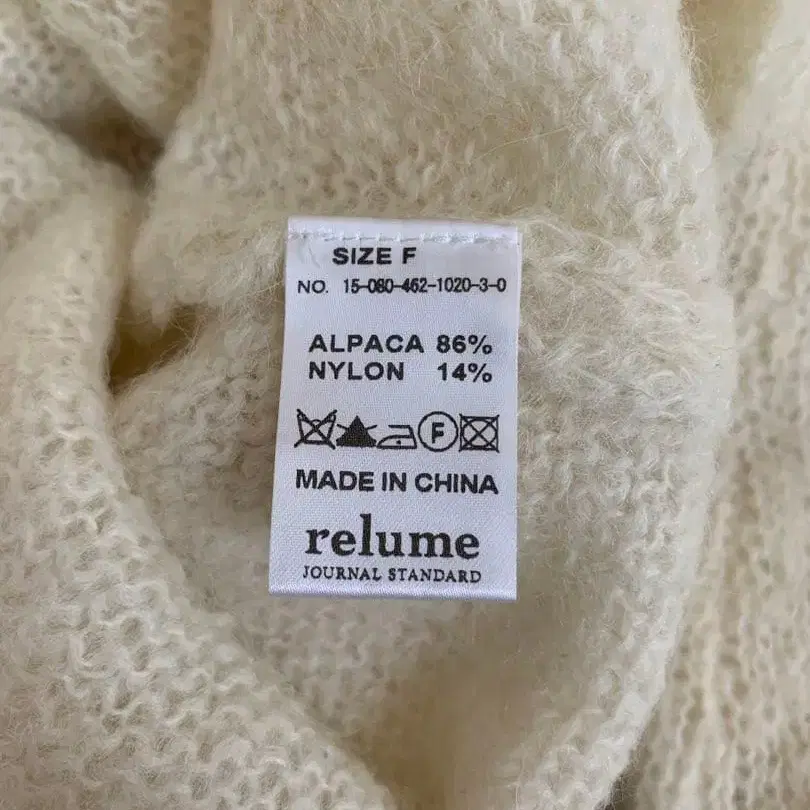 SIZE F
NO. 15-080-462-1020-3-0
ALPACA 86%
NYLON 14%
F
MADE IN CHINA
relume
JOURNAL STANDARD